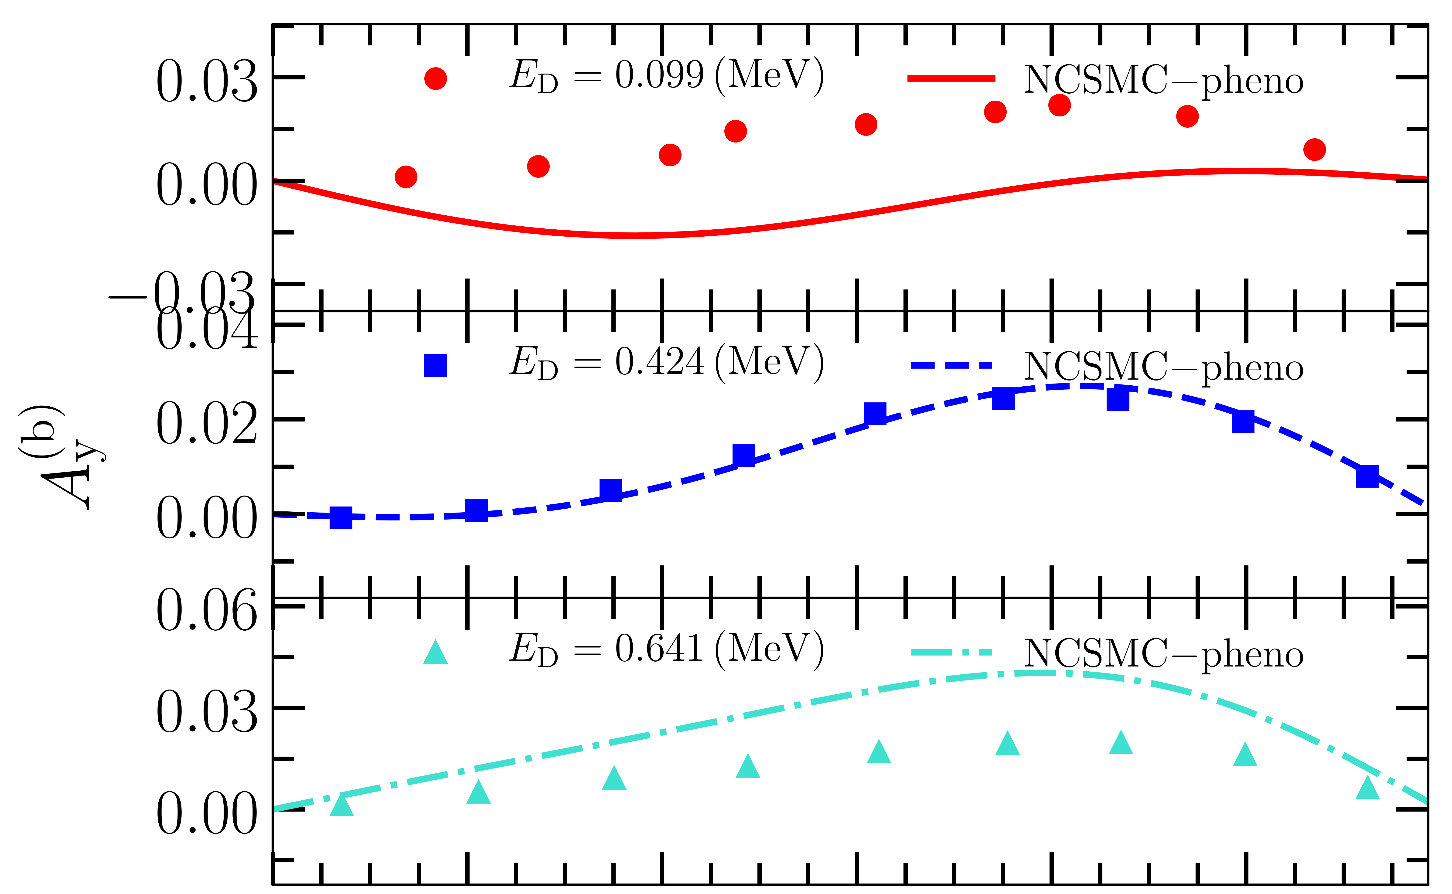 0.03
E_D = 0.099 (MeV)
NCSMC−pheno
0.00
−0.03
0.04
E_D = 0.424 (MeV)
NCSMC−pheno
0.02
0.00
A_y^(b)
0.06
E_D = 0.641 (MeV)
NCSMC−pheno
0.03
0.00